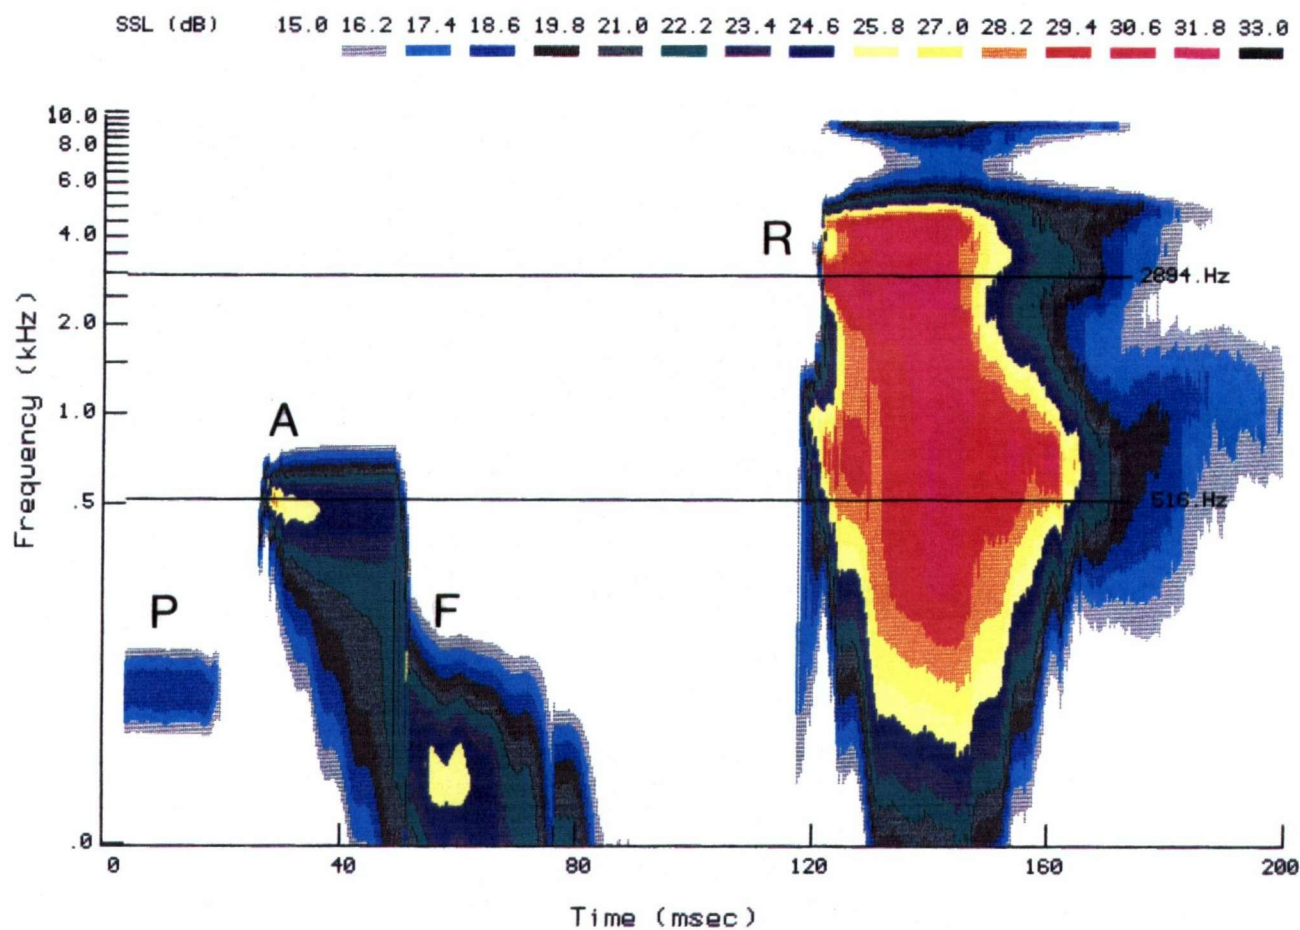 SSL (dB) 15.0 16.2 17.4 18.6 19.8 21.0 22.2 23.4 24.6 25.8 27.0 28.2 29.4 30.6 31.8 33.0
10.0
8.0
6.0
4.0
2.0
1.0
.5
.0
Frequency (kHz)
R
2894.Hz
A
516.Hz
P
F
0 40 80 120 160 200
Time (msec)